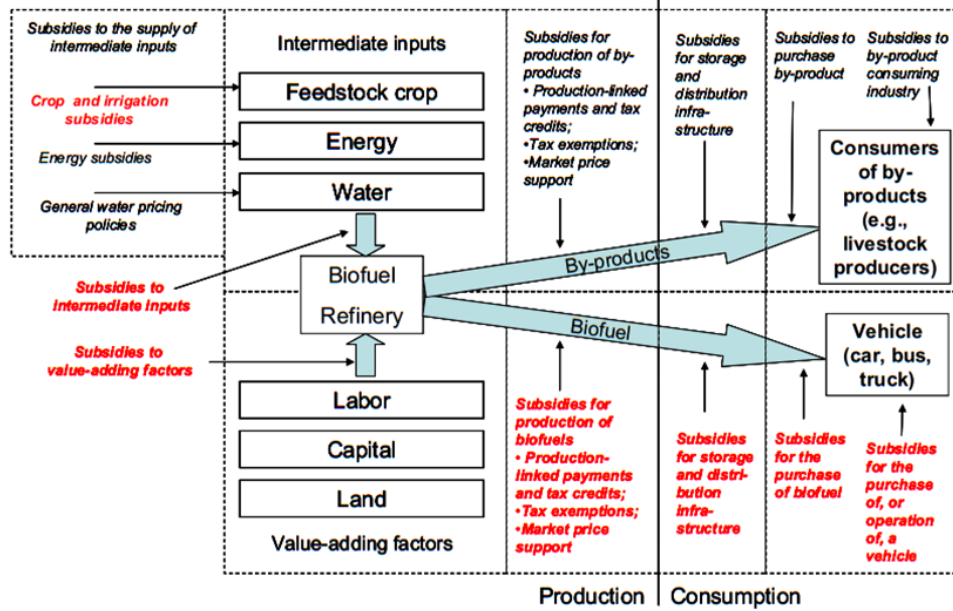 Subsidies to the supply of
intermediate inputs
Crop and irrigation
subsidies
Energy subsidies
General water pricing
policies
Subsidies to
intermediate inputs
Subsidies to
value-adding factors
Intermediate inputs
Feedstock crop
Energy
Water
Biofuel
Refinery
Labor
Capital
Land
Value-adding factors
Subsidies for
production of by-
products
• Production-linked
payments and tax
credits;
•Tax exemptions;
•Market price
support
Subsidies
for storage
and
distribution
infra-
structure
Subsidies to
purchase
by-product
Subsidies to
by-product
consuming
industry
Consumers
of by-
products
(e.g.,
livestock
producers)
By-products
Biofuel
Vehicle
(car, bus,
truck)
Subsidies for
production of
biofuels
• Production-
linked payments
and tax credits;
•Tax exemptions;
•Market price
support
Subsidies
for storage
and distri-
bution
infra-
structure
Subsidies
for the
purchase
of biofuel
Subsidies
for the
purchase
of, or
operation
of, a
vehicle
Production
Consumption